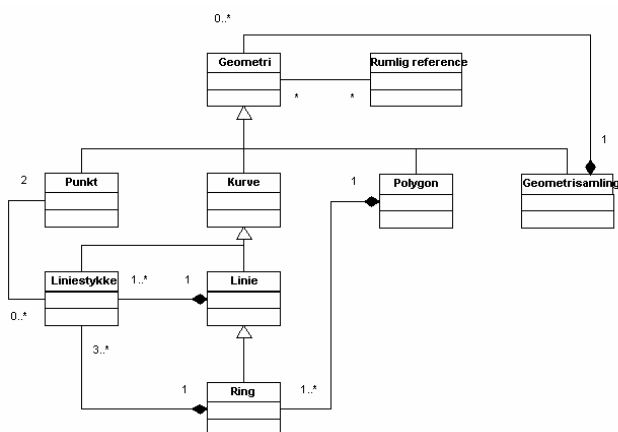 0..*
Geometri
Rumlig reference
*
*
1
2
Punkt
Kurve
1
Polygon
Geometrisamling
Liniestykke
1..*
1
Linie
0..*
3..*
1
Ring
1..*